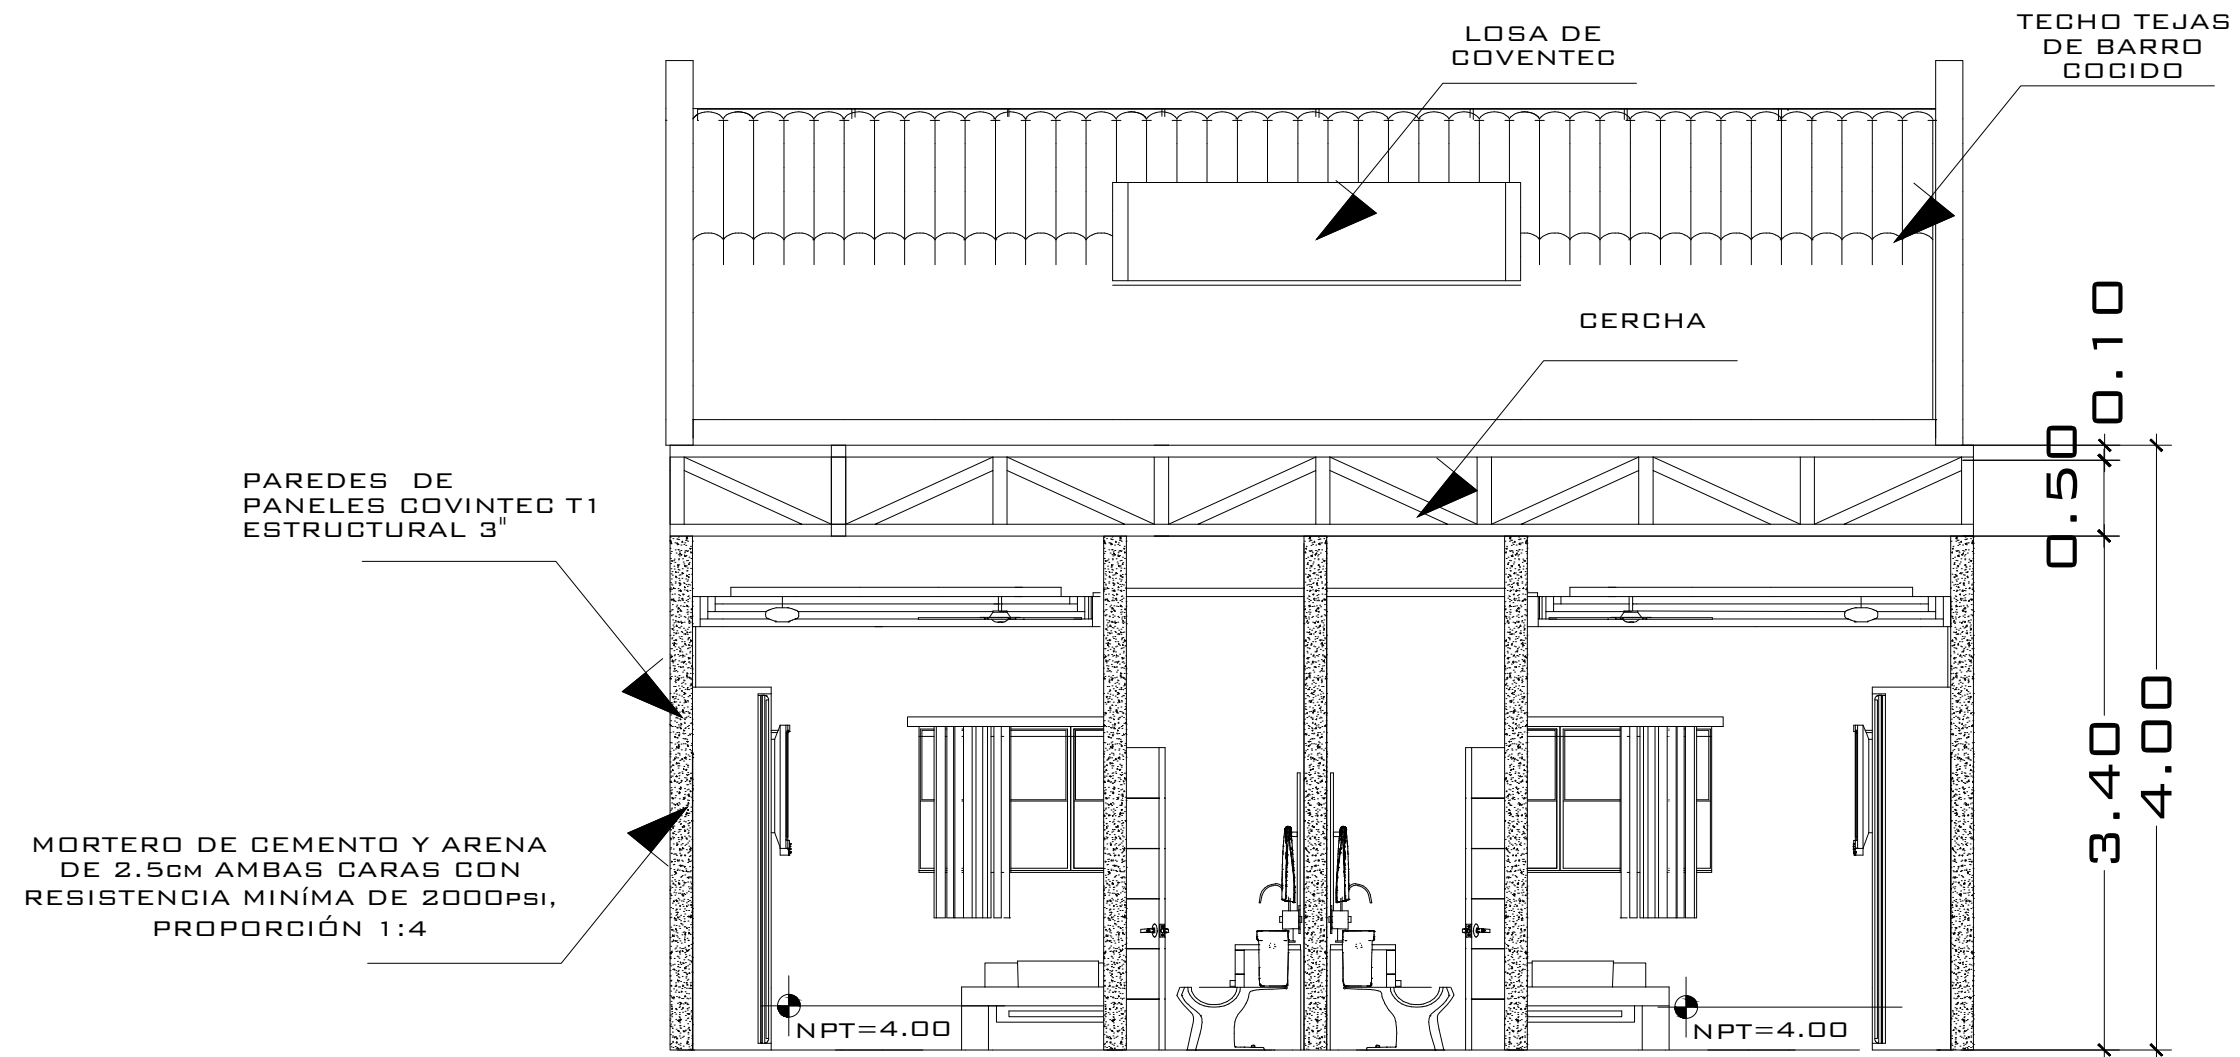 LOSA DE
COVENTEC
TECHO TEJAS
DE BARRO
COCIDO
CERCHA
0.10
0.50
PAREDES DE
PANELES COVINTEC T1
ESTRUCTURAL 3"
3.40
4.00
MORTERO DE CEMENTO Y ARENA
DE 2.5CM AMBAS CARAS CON
RESISTENCIA MINÍMA DE 2000PSI,
PROPORCIÓN 1:4
NPT=4.00
NPT=4.00